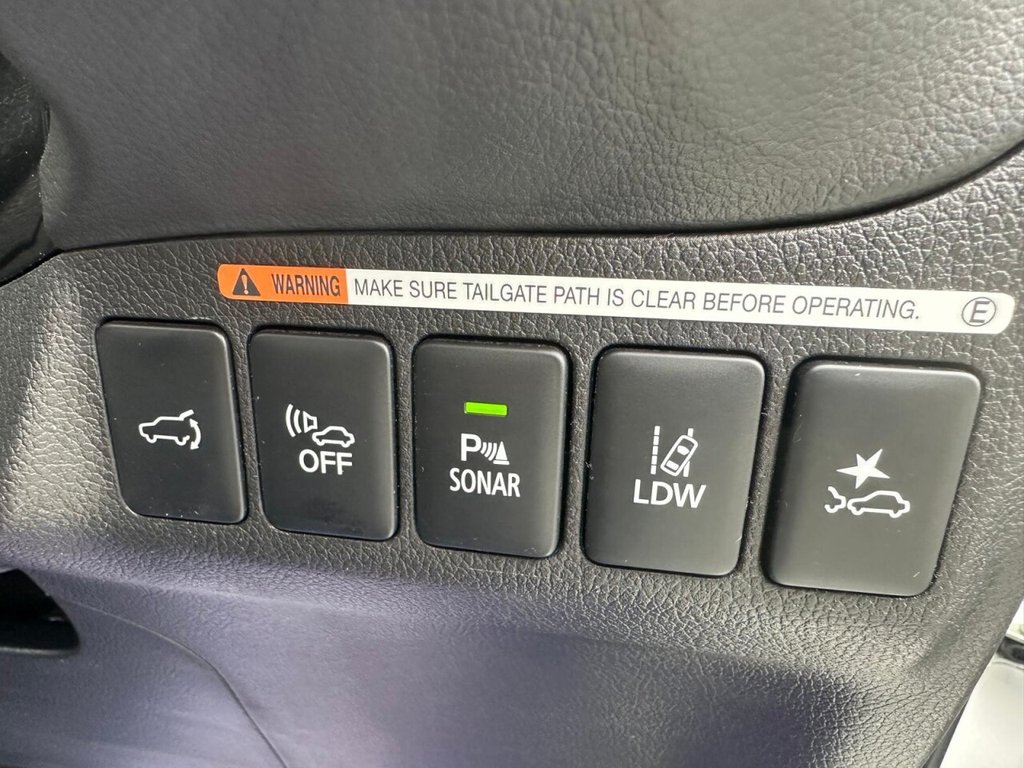 WARNING MAKE SURE TAILGATE PATH IS CLEAR BEFORE OPERATING. E
OFF
P
SONAR
LDW